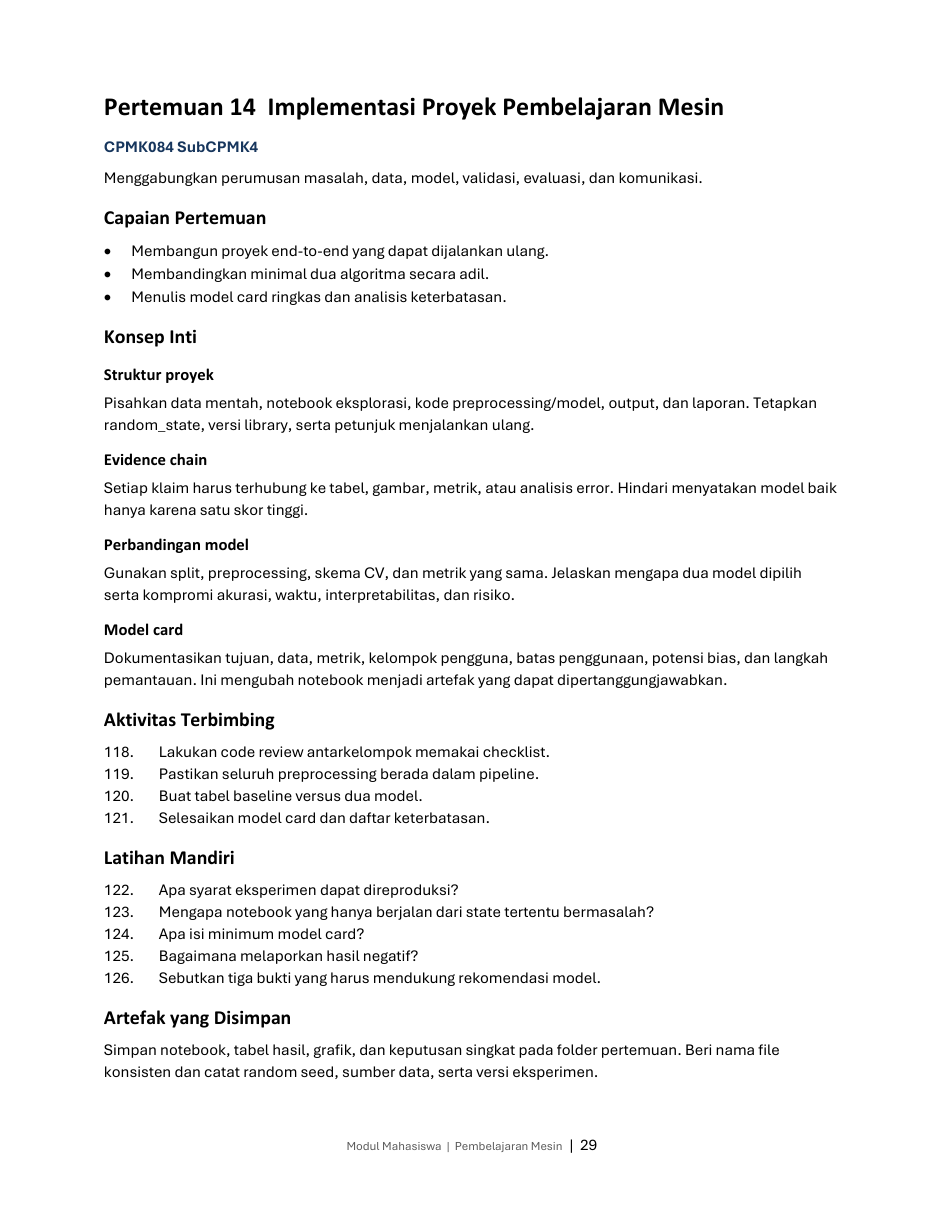 Pertemuan 14  Implementasi Proyek Pembelajaran Mesin
CPMK084 SubCPMK4
Menggabungkan perumusan masalah, data, model, validasi, evaluasi, dan komunikasi.
Capaian Pertemuan
• Membangun proyek end-to-end yang dapat dijalankan ulang.
• Membandingkan minimal dua algoritma secara adil.
• Menulis model card ringkas dan analisis keterbatasan.
Konsep Inti
Struktur proyek
Pisahkan data mentah, notebook eksplorasi, kode preprocessing/model, output, dan laporan. Tetapkan
random_state, versi library, serta petunjuk menjalankan ulang.
Evidence chain
Setiap klaim harus terhubung ke tabel, gambar, metrik, atau analisis error. Hindari menyatakan model baik
hanya karena satu skor tinggi.
Perbandingan model
Gunakan split, preprocessing, skema CV, dan metrik yang sama. Jelaskan mengapa dua model dipilih
serta kompromi akurasi, waktu, interpretabilitas, dan risiko.
Model card
Dokumentasikan tujuan, data, metrik, kelompok pengguna, batas penggunaan, potensi bias, dan langkah
pemantauan. Ini mengubah notebook menjadi artefak yang dapat dipertanggungjawabkan.
Aktivitas Terbimbing
118. Lakukan code review antarkelompok memakai checklist.
119. Pastikan seluruh preprocessing berada dalam pipeline.
120. Buat tabel baseline versus dua model.
121. Selesaikan model card dan daftar keterbatasan.
Latihan Mandiri
122. Apa syarat eksperimen dapat direproduksi?
123. Mengapa notebook yang hanya berjalan dari state tertentu bermasalah?
124. Apa isi minimum model card?
125. Bagaimana melaporkan hasil negatif?
126. Sebutkan tiga bukti yang harus mendukung rekomendasi model.
Artefak yang Disimpan
Simpan notebook, tabel hasil, grafik, dan keputusan singkat pada folder pertemuan. Beri nama file
konsisten dan catat random seed, sumber data, serta versi eksperimen.
Modul Mahasiswa | Pembelajaran Mesin | 29